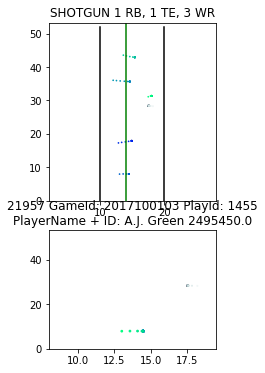 SHOTGUN 1 RB, 1 TE, 3 WR
50
40
30
20
10
0
10 20
21957 GameId: 2017100103 PlayId: 1455
PlayerName + ID: A.J. Green 2495450.0
40
20
0
10.0 12.5 15.0 17.5